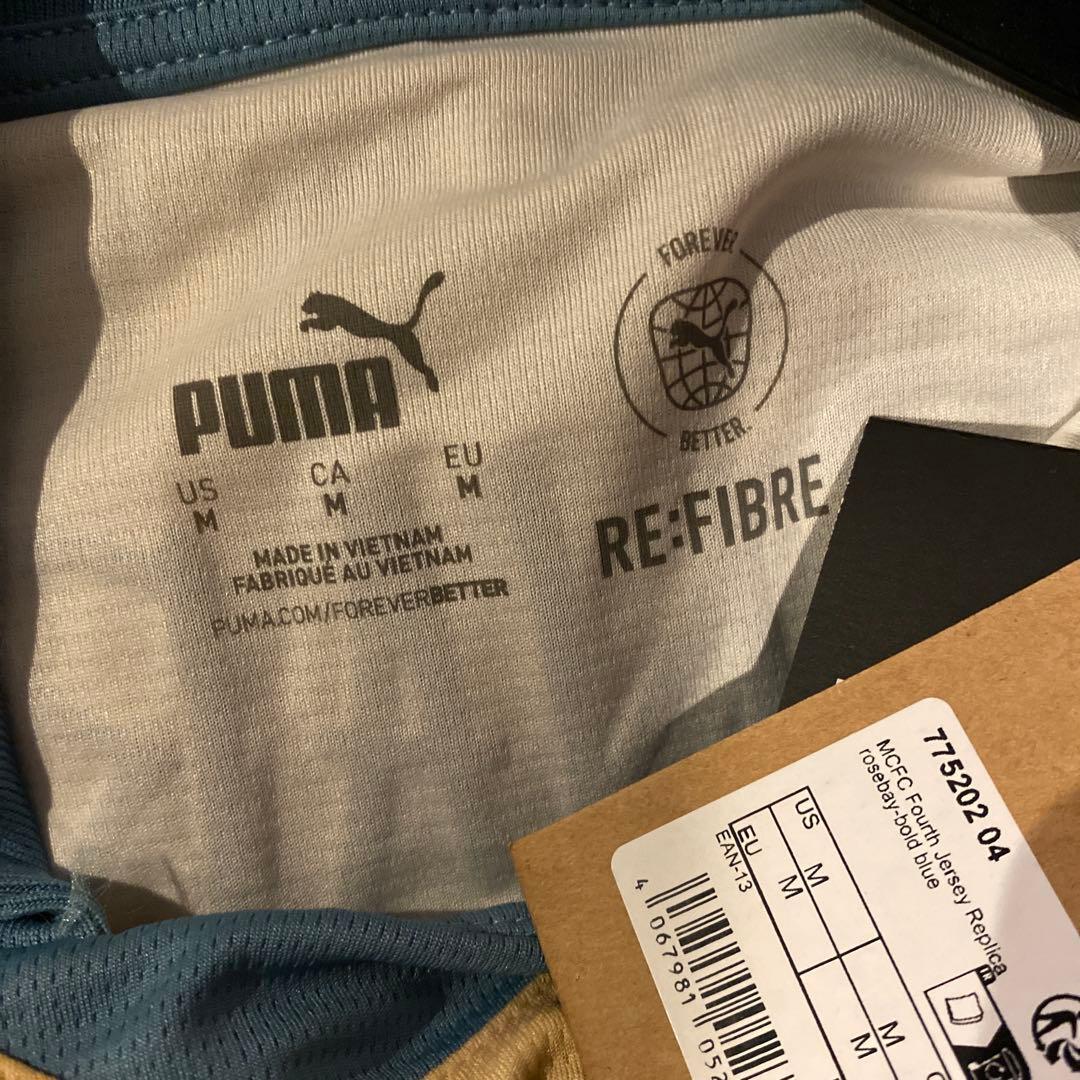 PUMA
US CA EU
M M M
MADE IN VIETNAM
FABRIQUÉ AU VIETNAM
PUMA.COM/FOREVERBETTER
FOREVER
BETTER.
RE:FIBRE
775202 04
MCFC Fourth Jersey Replica
rosebay-bold blue
US M
EU M
M
M
EAN-13
4 067981 052